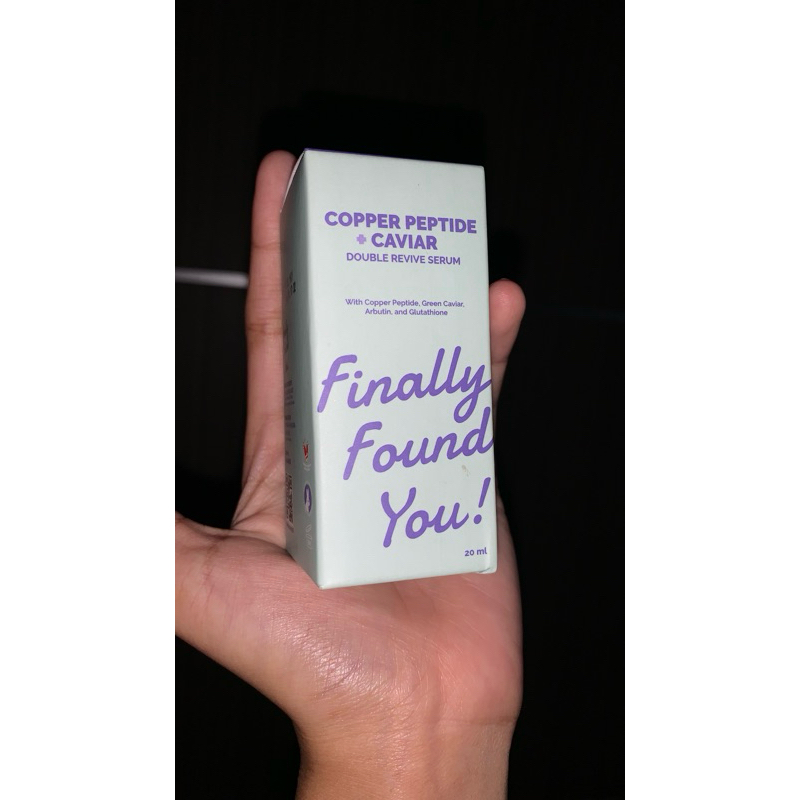 COPPER PEPTIDE
+ CAVIAR
DOUBLE REVIVE SERUM
With Copper Peptide, Green Caviar,
Arbutin, and Glutathione
Finally
Found
You!
20 ml